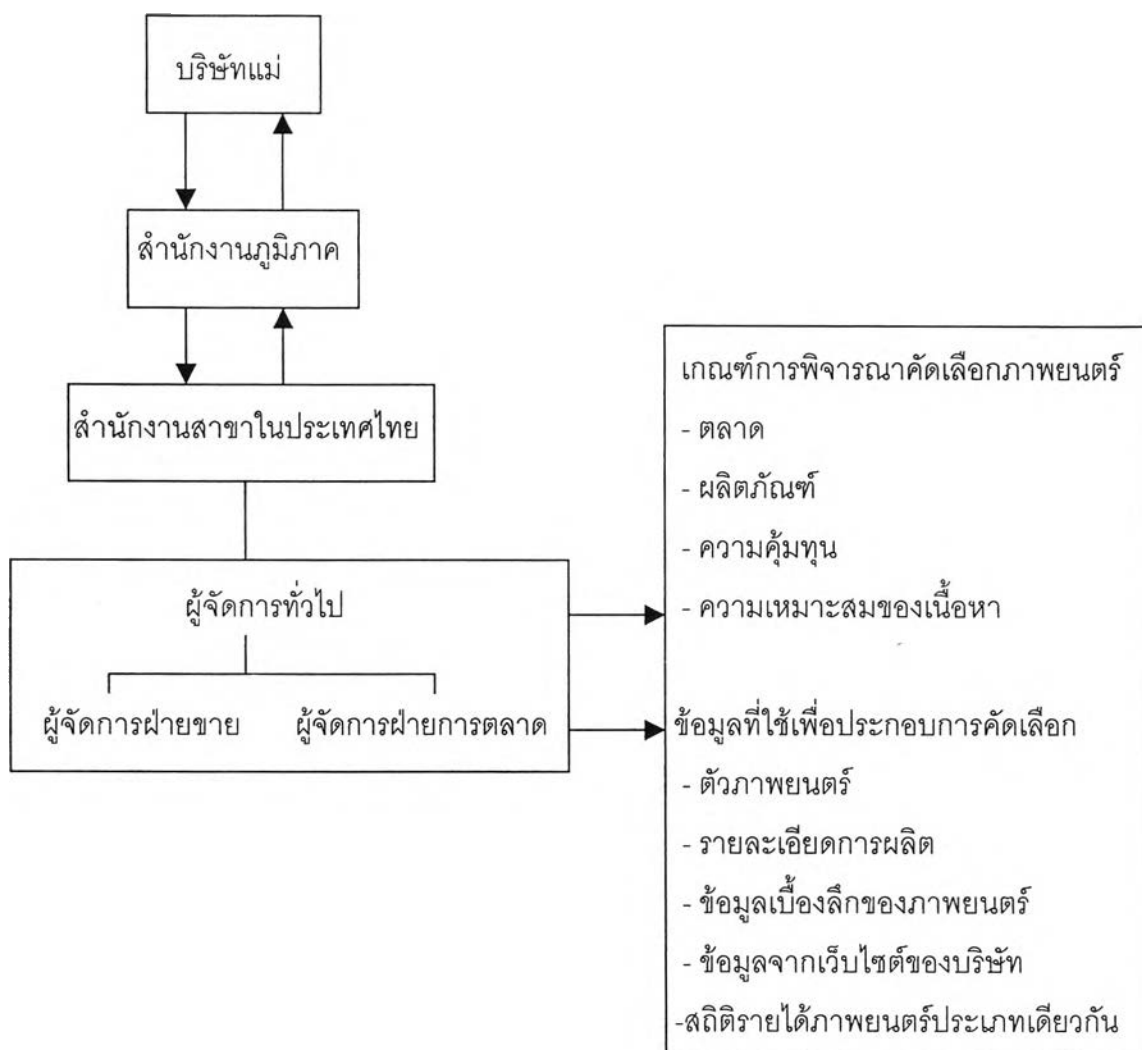 บริษัทแม่
สำนักงานภูมิภาค
สำนักงานสาขาในประเทศไทย
ผู้จัดการทั่วไป
ผู้จัดการฝ่ายขาย
ผู้จัดการฝ่ายการตลาด
เกณฑ์การพิจารณาคัดเลือกภาพยนตร์
- ตลาด
- ผลิตภัณฑ์
- ความคุ้มทุน
- ความเหมาะสมของเนื้อหา
ข้อมูลที่ใช้เพื่อประกอบการคัดเลือก
- ตัวภาพยนตร์
- รายละเอียดการผลิต
- ข้อมูลเบื้องลึกของภาพยนตร์
- ข้อมูลจากเว็บไซต์ของบริษัท
-สถิติรายได้ภาพยนตร์ประเภทเดียวกัน